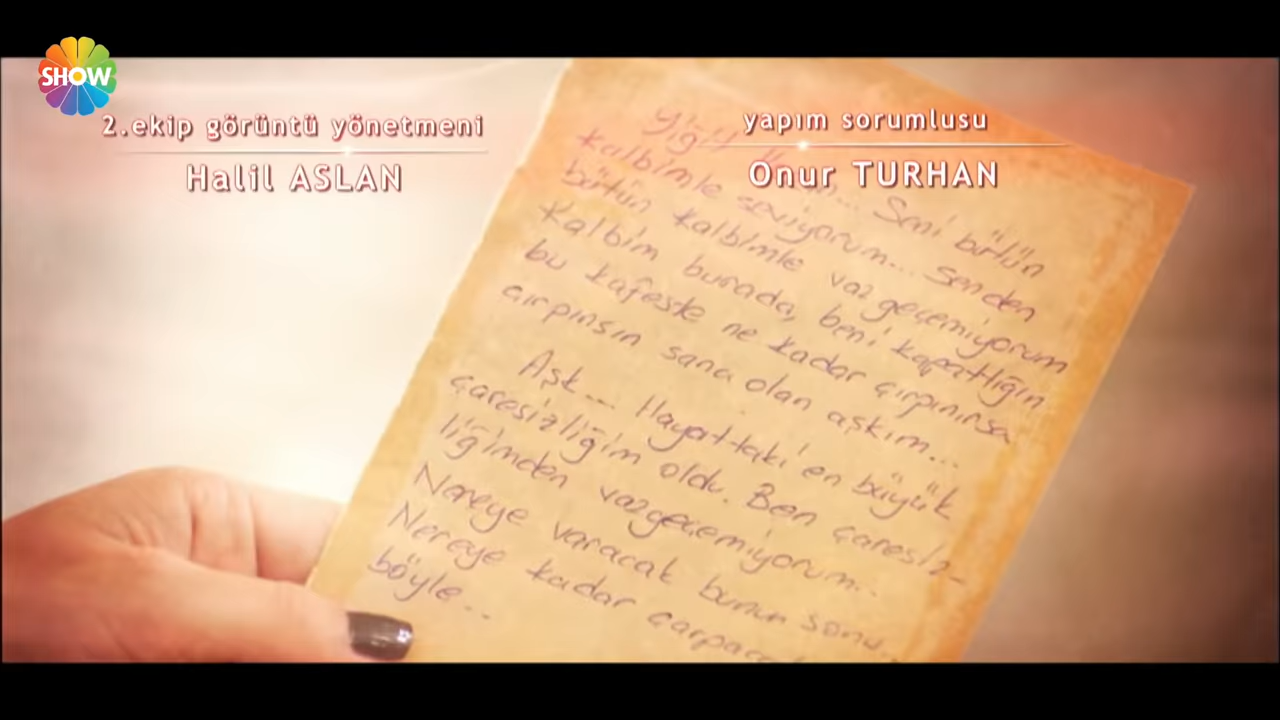 SHOW
2.ekip görüntü yönetmeni
Halil ASLAN
yapım sorumlusu
Onur TURHAN
Yiğit Seni bütün
kalbimle seviyorum... Senden
bütün kalbimle vazgeçemiyorum
Kalbim burada, beni kapattığın
bu kafeste ne kadar çırpınırsa
çırpınsın sana olan aşkım...
Aşk... Hayattaki en büyük
çaresizliğim oldu. Ben çaresiz-
liğimden vazgeçemiyorum..
Nereye varacak bunun sonu..
Nereye kadar
böyle..